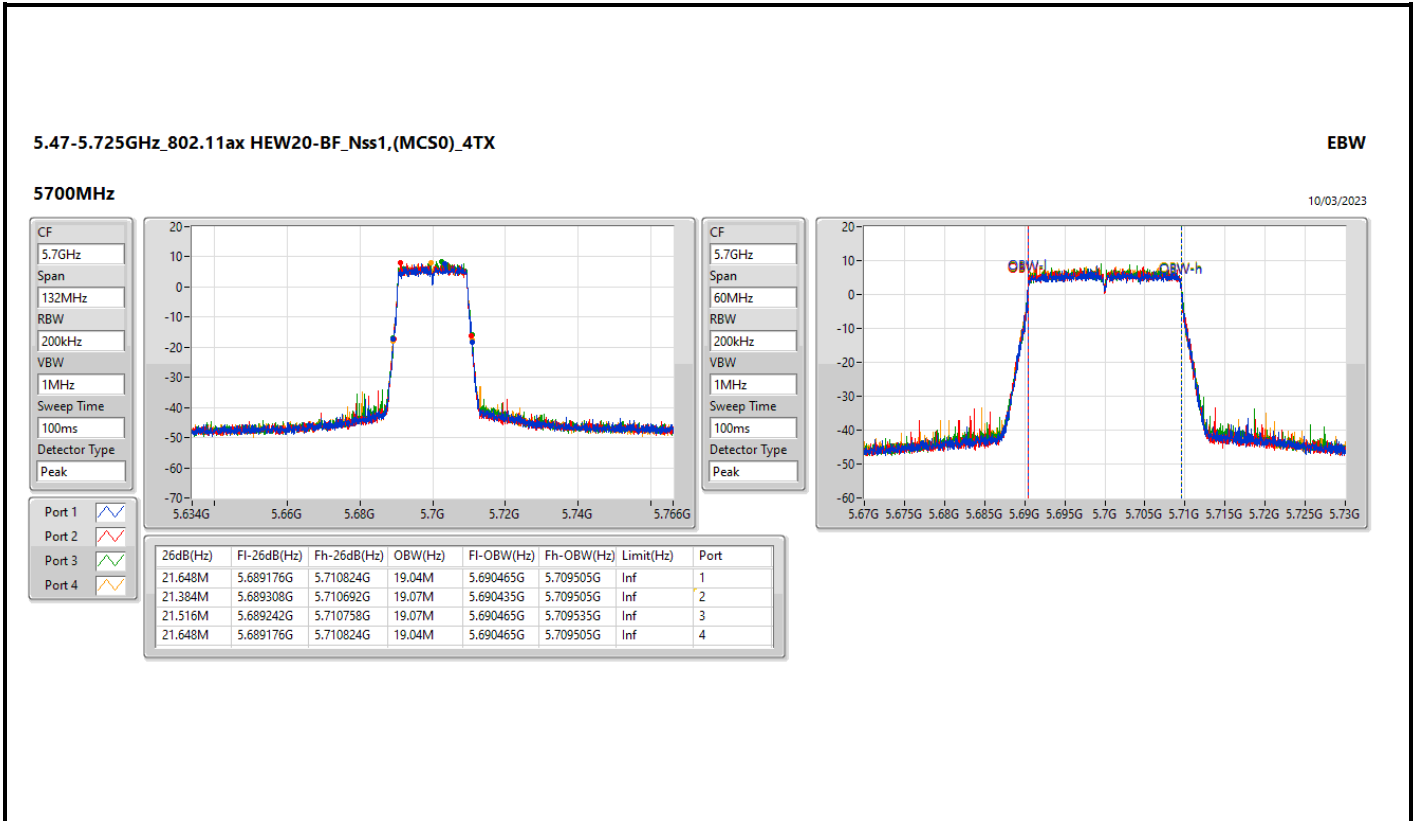 5.47-5.725GHz_802.11ax HEW20-BF_Nss1,(MCS0)_4TX
EBW
5700MHz
10/03/2023
CF
5.7GHz
Span
132MHz
RBW
200kHz
VBW
1MHz
Sweep Time
100ms
Detector Type
Peak
20
10
0
-10
-20
-30
-40
-50
-60
-70
5.634G 5.66G 5.68G 5.7G 5.72G 5.74G 5.766G
CF
5.7GHz
Span
60MHz
RBW
200kHz
VBW
1MHz
Sweep Time
100ms
Detector Type
Peak
20
10
0
-10
-20
-30
-40
-50
-60
OBW-l OBW-h
5.67G 5.675G 5.68G 5.685G 5.69G 5.695G 5.7G 5.705G 5.71G 5.715G 5.72G 5.725G 5.73G
Port 1
Port 2
Port 3
Port 4
26dB(Hz) Fl-26dB(Hz) Fh-26dB(Hz) OBW(Hz) Fl-OBW(Hz) Fh-OBW(Hz) Limit(Hz) Port
21.648M 5.689176G 5.710824G 19.04M 5.690465G 5.709505G Inf 1
21.384M 5.689308G 5.710692G 19.07M 5.690435G 5.709505G Inf 2
21.516M 5.689242G 5.710758G 19.07M 5.690465G 5.709535G Inf 3
21.648M 5.689176G 5.710824G 19.04M 5.690465G 5.709505G Inf 4